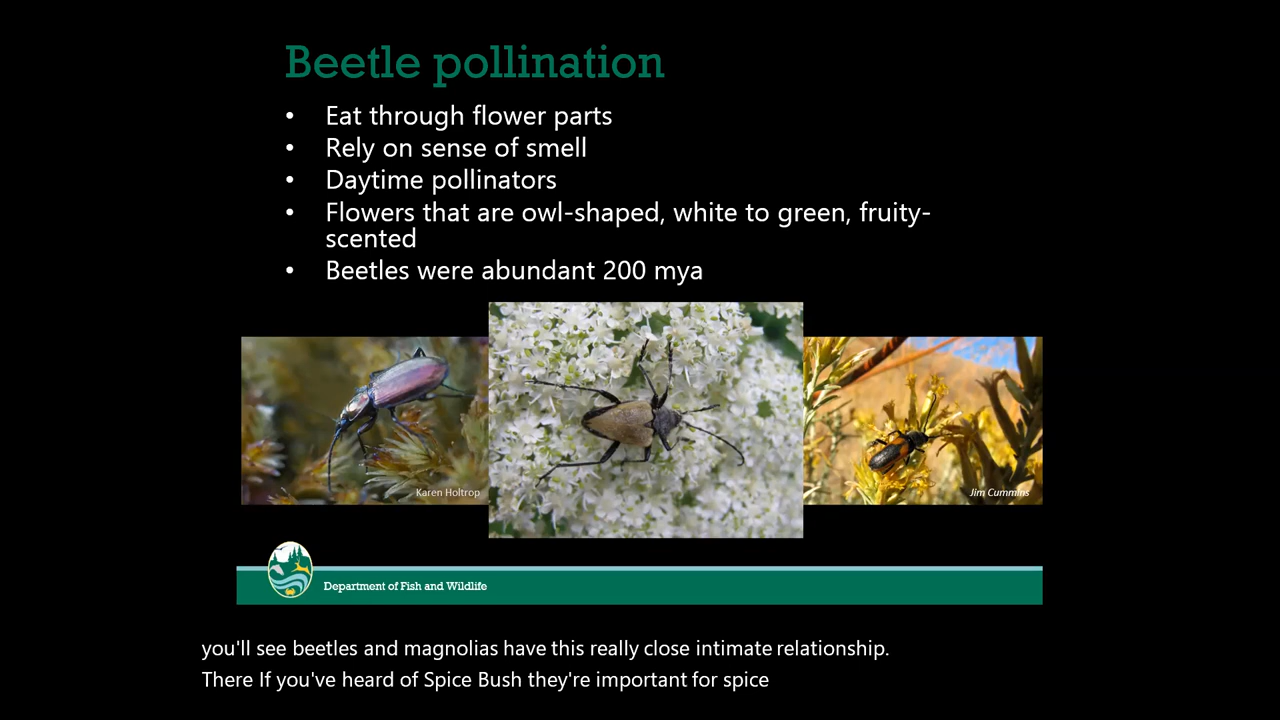 Beetle pollination
• Eat through flower parts
• Rely on sense of smell
• Daytime pollinators
• Flowers that are owl-shaped, white to green, fruity-
scented
• Beetles were abundant 200 mya
Karen Holtrop
Jim Cummins
Department of Fish and Wildlife
you'll see beetles and magnolias have this really close intimate relationship.
There If you've heard of Spice Bush they're important for spice